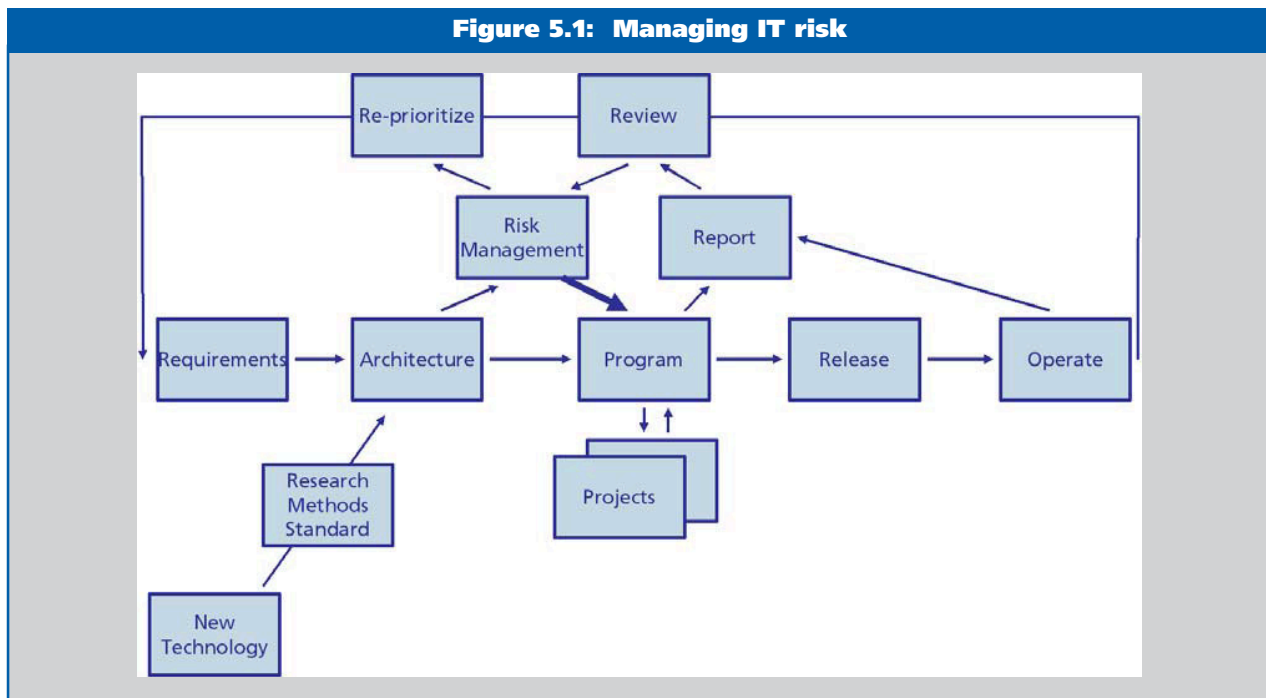 Figure 5.1: Managing IT risk
Re-prioritize
Review
Risk
Management
Report
Requirements
Architecture
Program
Release
Operate
Research
Methods
Standard
Projects
New
Technology